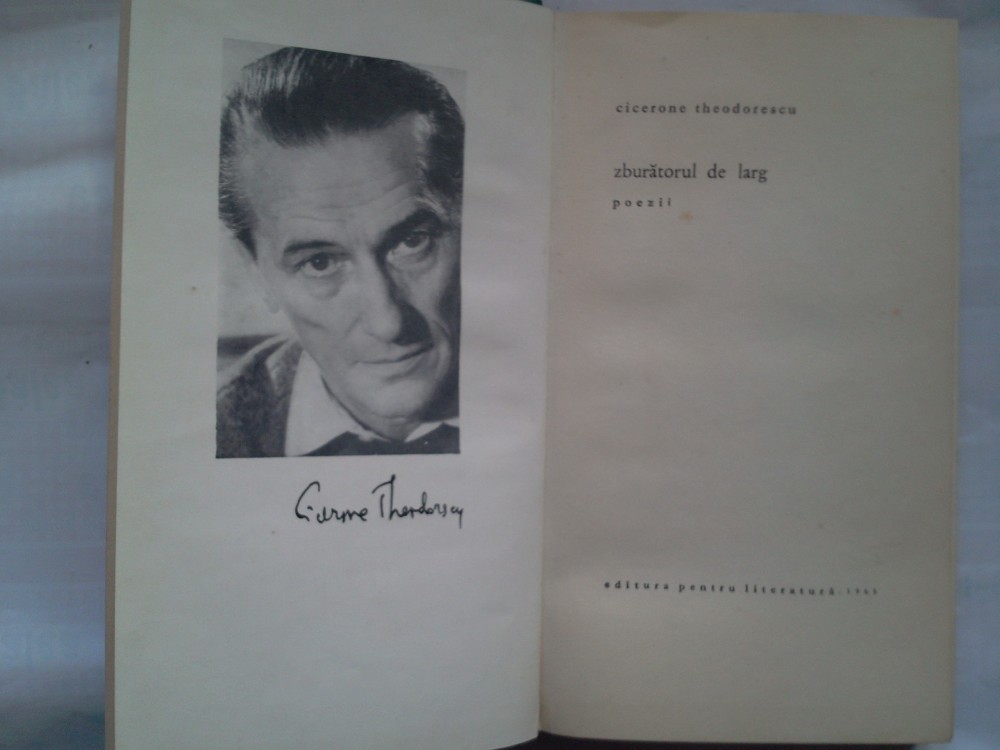 Cicerone Theodorescu
cicerone theodorescu
zburătorul de larg
poezii
editura pentru literatură-